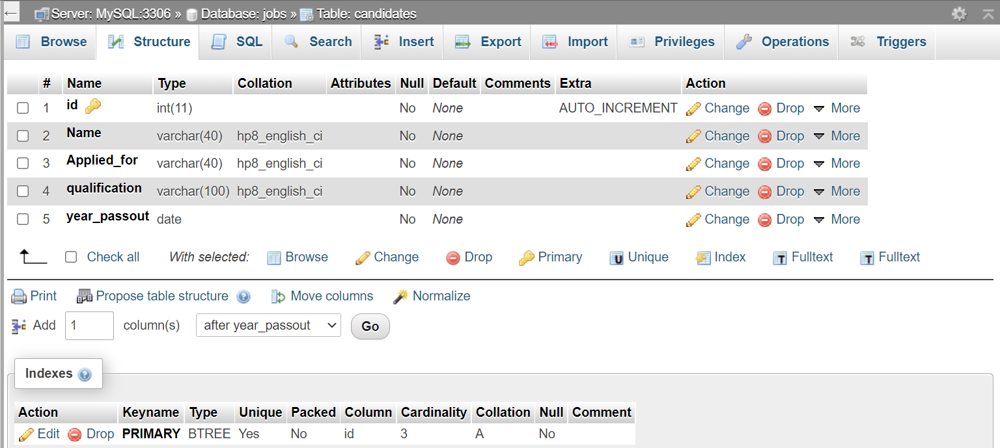 Server: MySQL:3306 » Database: jobs » Table: candidates
Browse Structure SQL Search Insert Export Import Privileges Operations Triggers
# Name Type Collation Attributes Null Default Comments Extra Action
1 id int(11) No None AUTO_INCREMENT Change Drop More
2 Name varchar(40) hp8_english_ci No None Change Drop More
3 Applied_for varchar(40) hp8_english_ci No None Change Drop More
4 qualification varchar(100) hp8_english_ci No None Change Drop More
5 year_passout date No None Change Drop More
Check all With selected: Browse Change Drop Primary Unique Index Fulltext Fulltext
Print Propose table structure Move columns Normalize
Add 1 column(s) after year_passout Go
Indexes
Action Keyname Type Unique Packed Column Cardinality Collation Null Comment
Edit Drop PRIMARY BTREE Yes No id 3 A No